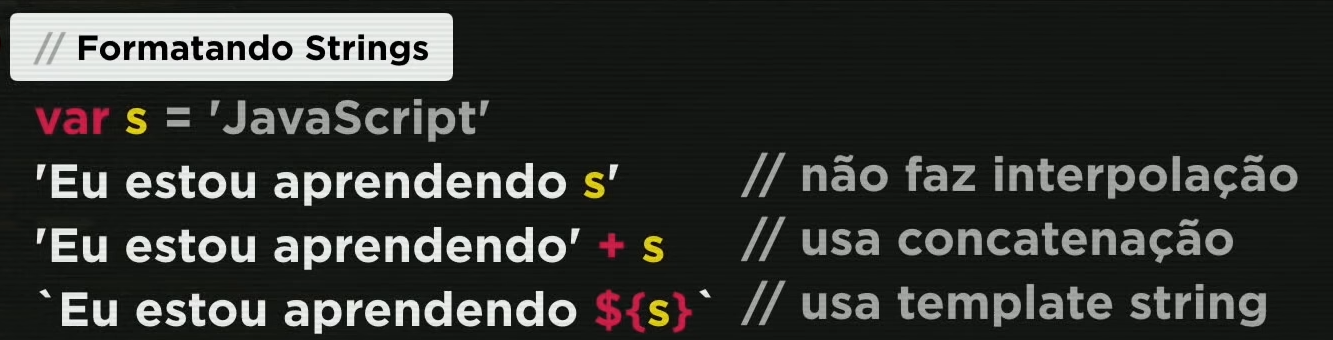 // Formatando Strings
var s = 'JavaScript'
'Eu estou aprendendo s' // não faz interpolação
'Eu estou aprendendo' + s // usa concatenação
`Eu estou aprendendo ${s}` // usa template string